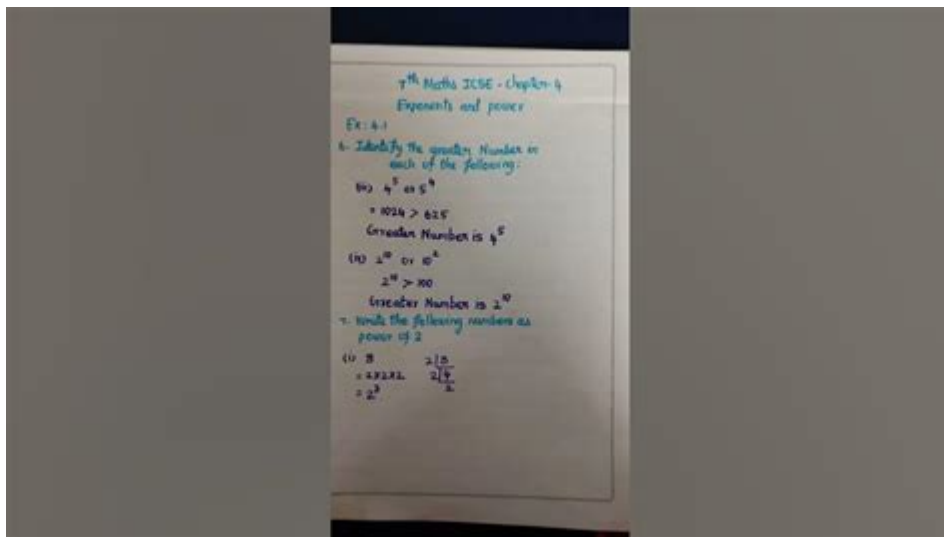 7th Maths ICSE - Chapter- 4
Exponents and power
Ex: 4.1
6. Identify the greater Number in
each of the following:
(iii) 4^5 or 5^4
= 1024 > 625
Greater Number is 4^5
(iv) 2^10 or 10^2
2^10 > 100
Greater Number is 2^10
7. Write the following numbers as
power of 2
(i) 8 2|8
= 2x2x2 2|4
2
= 2^3